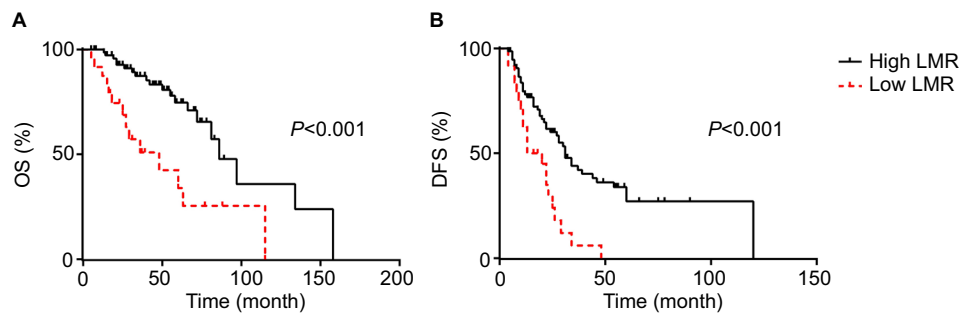 A
OS (%)
100
50
0
0 50 100 150 200
Time (month)
P<0.001
B
DFS (%)
100
50
0
0 50 100 150
Time (month)
P<0.001
High LMR
Low LMR